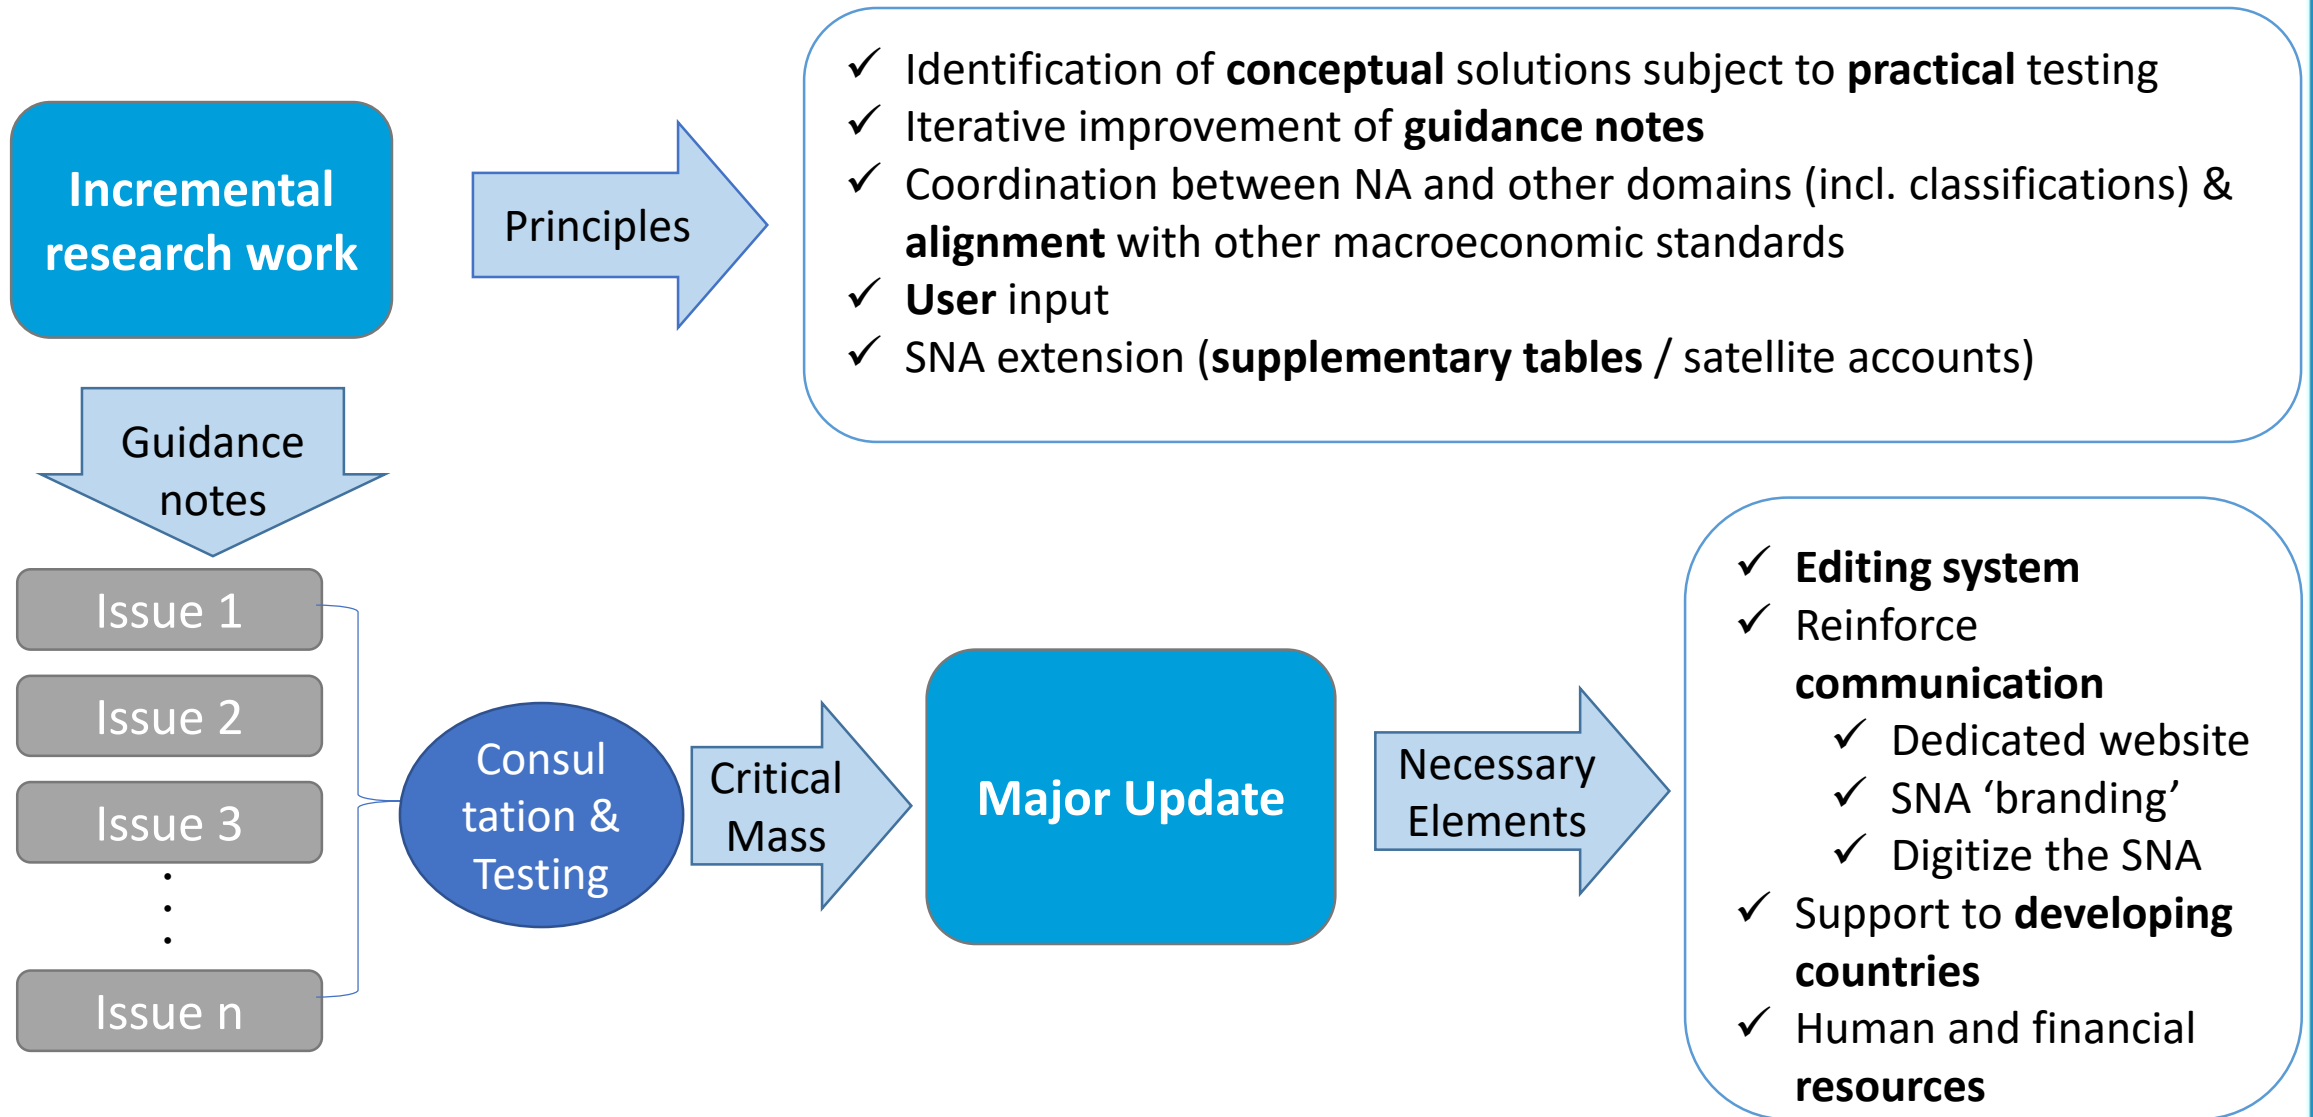 Incremental
research work
Principles
✓ Identification of conceptual solutions subject to practical testing
✓ Iterative improvement of guidance notes
✓ Coordination between NA and other domains (incl. classifications) &
alignment with other macroeconomic standards
✓ User input
✓ SNA extension (supplementary tables / satellite accounts)
Guidance
notes
Issue 1
Issue 2
Issue 3
.
.
.
Issue n
Consul
tation &
Testing
Critical
Mass
Major Update
Necessary
Elements
✓ Editing system
✓ Reinforce
communication
✓ Dedicated website
✓ SNA ‘branding’
✓ Digitize the SNA
✓ Support to developing
countries
✓ Human and financial
resources